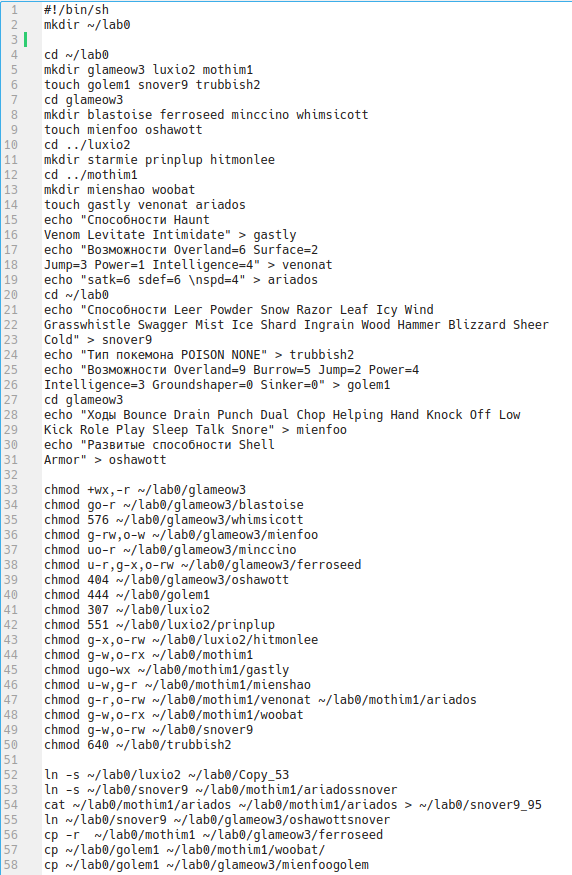 1 #!/bin/sh
2 mkdir ~/lab0
3
4 cd ~/lab0
5 mkdir glameow3 luxio2 mothim1
6 touch golem1 snover9 trubbish2
7 cd glameow3
8 mkdir blastoise ferroseed minccino whimsicott
9 touch mienfoo oshawott
10 cd ../luxio2
11 mkdir starmie prinplup hitmonlee
12 cd ../mothim1
13 mkdir mienshao woobat
14 touch gastly venonat ariados
15 echo "Способности Haunt
16 Venom Levitate Intimidate" > gastly
17 echo "Возможности Overland=6 Surface=2
18 Jump=3 Power=1 Intelligence=4" > venonat
19 echo "satk=6 sdef=6 \nspd=4" > ariados
20 cd ~/lab0
21 echo "Способности Leer Powder Snow Razor Leaf Icy Wind
22 Grasswhistle Swagger Mist Ice Shard Ingrain Wood Hammer Blizzard Sheer
23 Cold" > snover9
24 echo "Тип покемона POISON NONE" > trubbish2
25 echo "Возможности Overland=9 Burrow=5 Jump=2 Power=4
26 Intelligence=3 Groundshaper=0 Sinker=0" > golem1
27 cd glameow3
28 echo "Ходы Bounce Drain Punch Dual Chop Helping Hand Knock Off Low
29 Kick Role Play Sleep Talk Snore" > mienfoo
30 echo "Развитые способности Shell
31 Armor" > oshawott
32
33 chmod +wx,-r ~/lab0/glameow3
34 chmod go-r ~/lab0/glameow3/blastoise
35 chmod 576 ~/lab0/glameow3/whimsicott
36 chmod g-rw,o-w ~/lab0/glameow3/mienfoo
37 chmod uo-r ~/lab0/glameow3/minccino
38 chmod u-r,g-x,o-rw ~/lab0/glameow3/ferroseed
39 chmod 404 ~/lab0/glameow3/oshawott
40 chmod 444 ~/lab0/golem1
41 chmod 307 ~/lab0/luxio2
42 chmod 551 ~/lab0/luxio2/prinplup
43 chmod g-x,o-rw ~/lab0/luxio2/hitmonlee
44 chmod g-w,o-rx ~/lab0/mothim1
45 chmod ugo-wx ~/lab0/mothim1/gastly
46 chmod u-w,g-r ~/lab0/mothim1/mienshao
47 chmod g-r,o-rw ~/lab0/mothim1/venonat ~/lab0/mothim1/ariados
48 chmod g-w,o-rx ~/lab0/mothim1/woobat
49 chmod g-w,o-rw ~/lab0/snover9
50 chmod 640 ~/lab0/trubbish2
51
52 ln -s ~/lab0/luxio2 ~/lab0/Copy_53
53 ln -s ~/lab0/snover9 ~/lab0/mothim1/ariadossnover
54 cat ~/lab0/mothim1/ariados ~/lab0/mothim1/ariados > ~/lab0/snover9_95
55 ln ~/lab0/snover9 ~/lab0/glameow3/oshawottsnover
56 cp -r  ~/lab0/mothim1 ~/lab0/glameow3/ferroseed
57 cp ~/lab0/golem1 ~/lab0/mothim1/woobat/
58 cp ~/lab0/golem1 ~/lab0/glameow3/mienfoogolem